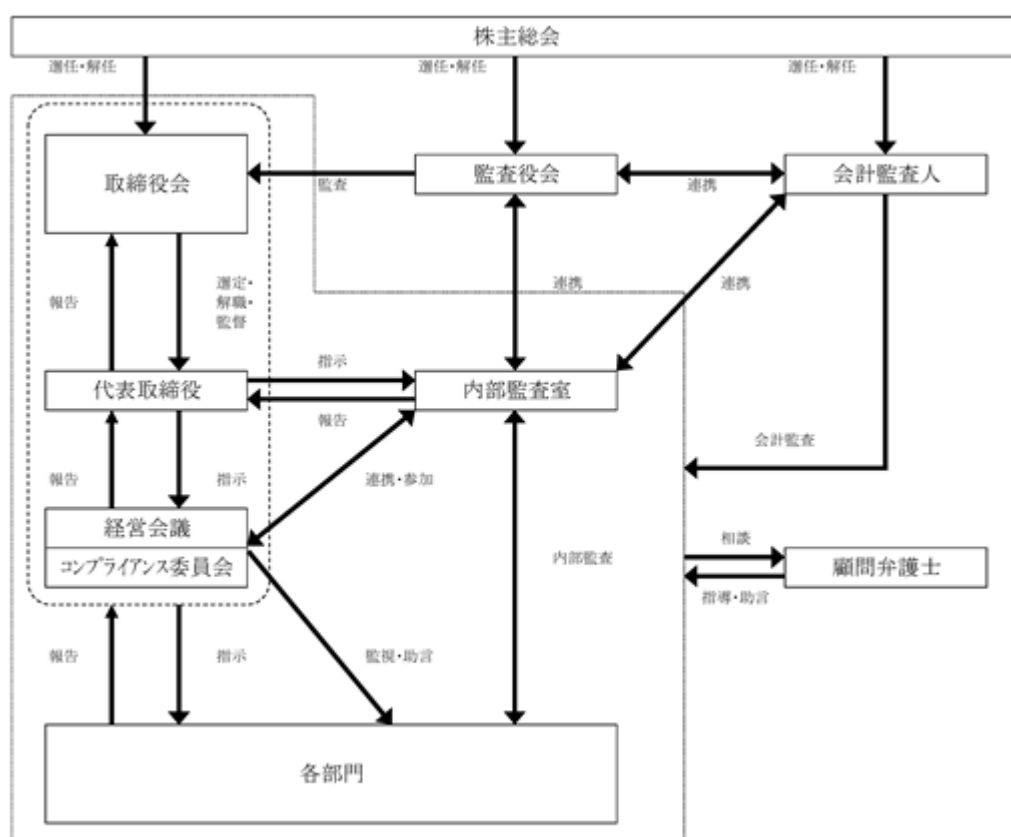 株主総会
選任・解任
選任・解任
選任・解任
取締役会
監査
監査役会
連携
会計監査人
報告
選定・
解職・
監督
連携
連携
代表取締役
指示
報告
内部監査室
会計監査
報告
指示
連携・参加
経営会議
コンプライアンス委員会
内部監査
相談
顧問弁護士
指導・助言
報告
指示
監視・助言
各部門